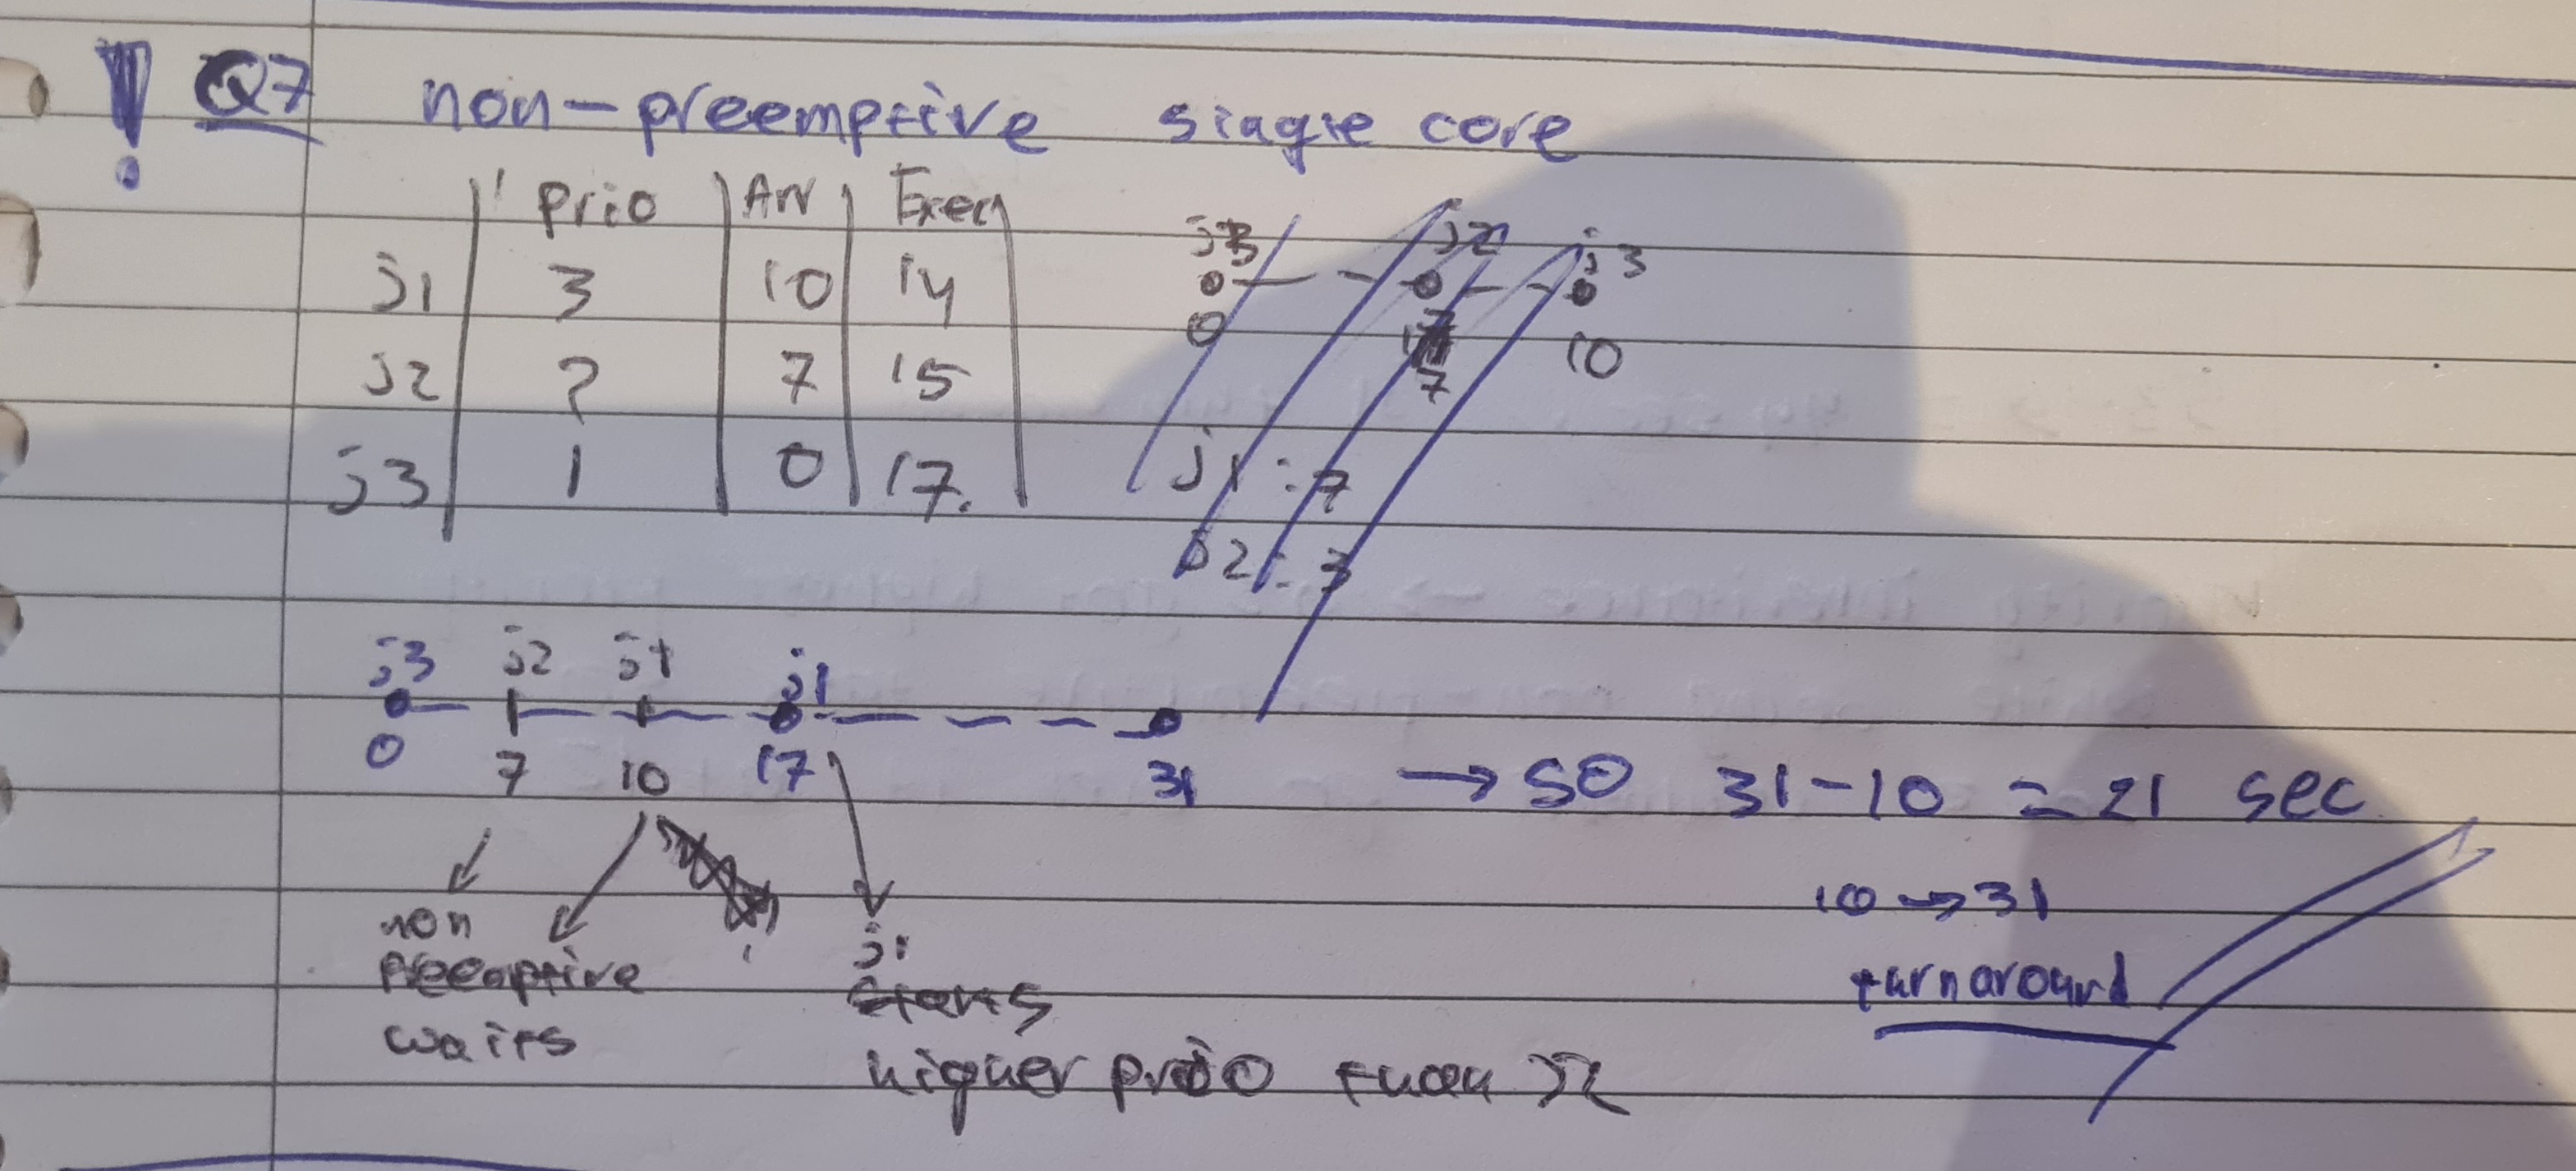 ! Q7 non-preemptive single core
Prio Arr Exec
j1 3 10 14
j2 2 7 15
j3 1 0 17.
j3 j2 j3
0 7 10
j1 : 7
j2 : 3
j3 j2 j1 j1
0 7 10 17 31 → so 31-10 = 21 sec
10 → 31
turnaround
non
preemptive
waits
j1
starts
higher prio than j2